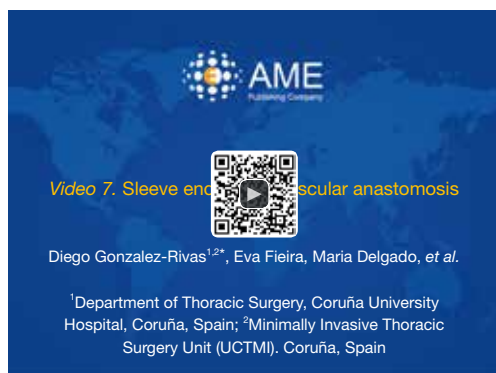 AME
Publishing Company
Video 7. Sleeve en scular anastomosis
Diego Gonzalez-Rivas1,2*, Eva Fieira, Maria Delgado, et al.
1Department of Thoracic Surgery, Coruña University
Hospital, Coruña, Spain; 2Minimally Invasive Thoracic
Surgery Unit (UCTMI). Coruña, Spain